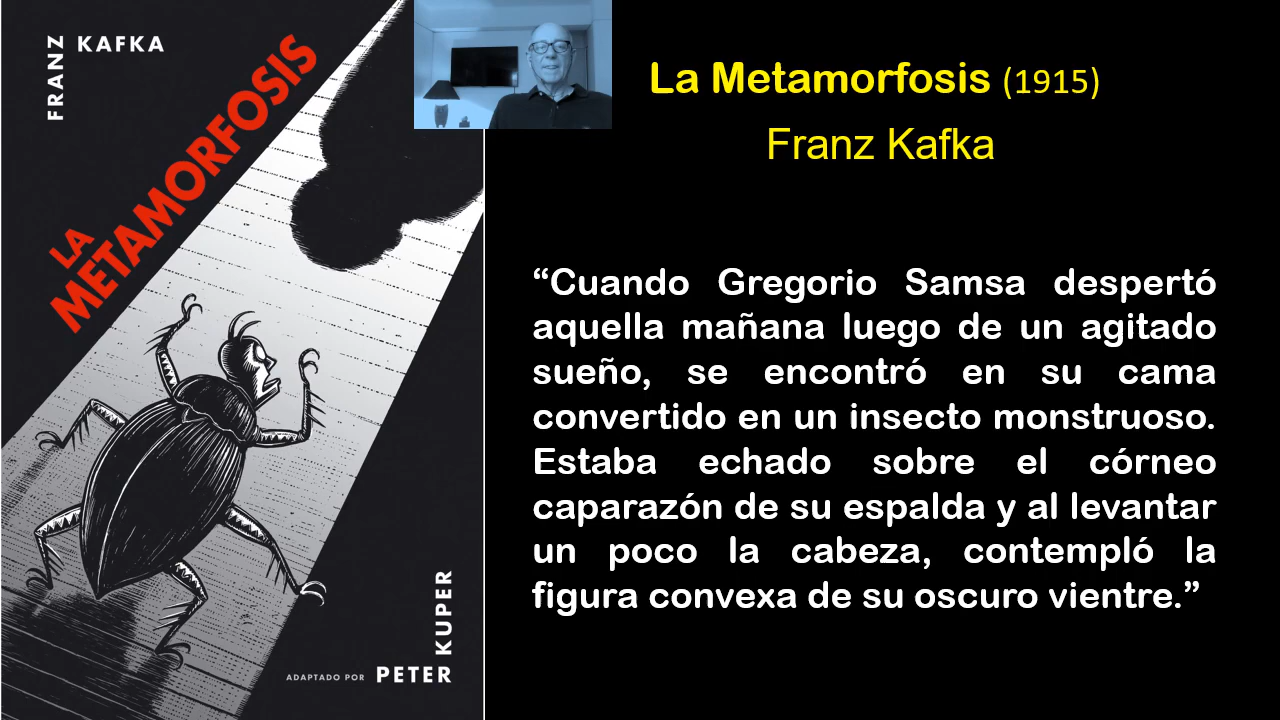 FRANZ KAFKA
LA
METAMORFOSIS
ADAPTADO POR PETER KUPER
La Metamorfosis (1915)
Franz Kafka
“Cuando Gregorio Samsa despertó
aquella mañana luego de un agitado
sueño, se encontró en su cama
convertido en un insecto monstruoso.
Estaba echado sobre el córneo
caparazón de su espalda y al levantar
un poco la cabeza, contempló la
figura convexa de su oscuro vientre.”